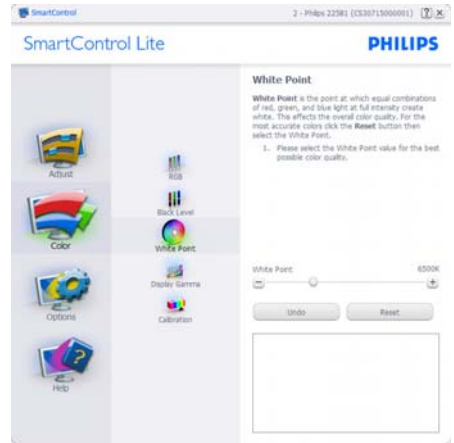 SmartControl
2 - Philips 225B1 (CS30715000001)
? X
SmartControl Lite
PHILIPS
Adjust
Color
Options
Help
RGB
Black Level
White Point
Display Gamma
Calibration
White Point
White Point is the point at which equal combinations
of red, green, and blue light at full intensity create
white. This effects the overall color quality. For the
most accurate colors click the Reset button then
select the White Point.
1. Please select the White Point value for the best
possible color quality.
White Point
6500K
Undo
Reset